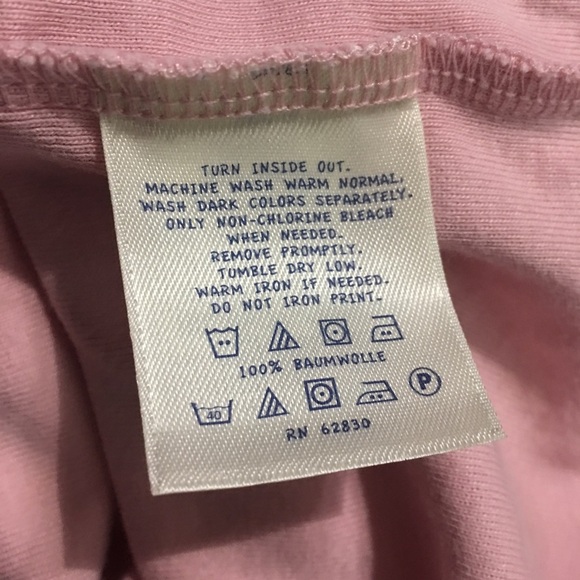 TURN INSIDE OUT.
MACHINE WASH WARM NORMAL,
WASH DARK COLORS SEPARATELY.
ONLY NON-CHLORINE BLEACH
WHEN NEEDED.
REMOVE PROMPTLY.
TUMBLE DRY LOW.
WARM IRON IF NEEDED.
DO NOT IRON PRINT.
100% BAUMWOLLE
40 P
RN 62830